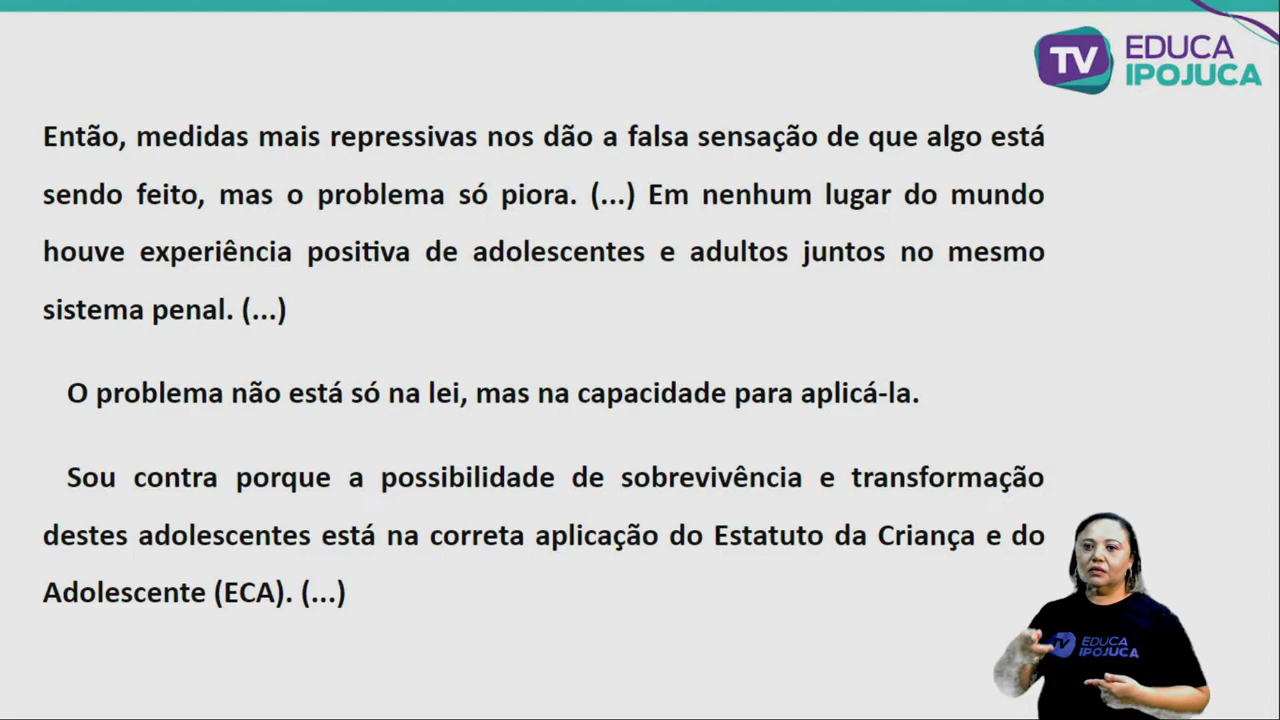 TV EDUCA
IPOJUCA
Então, medidas mais repressivas nos dão a falsa sensação de que algo está
sendo feito, mas o problema só piora. (...) Em nenhum lugar do mundo
houve experiência positiva de adolescentes e adultos juntos no mesmo
sistema penal. (...)
O problema não está só na lei, mas na capacidade para aplicá-la.
Sou contra porque a possibilidade de sobrevivência e transformação
destes adolescentes está na correta aplicação do Estatuto da Criança e do
Adolescente (ECA). (...)
TV EDUCA
IPOJUCA